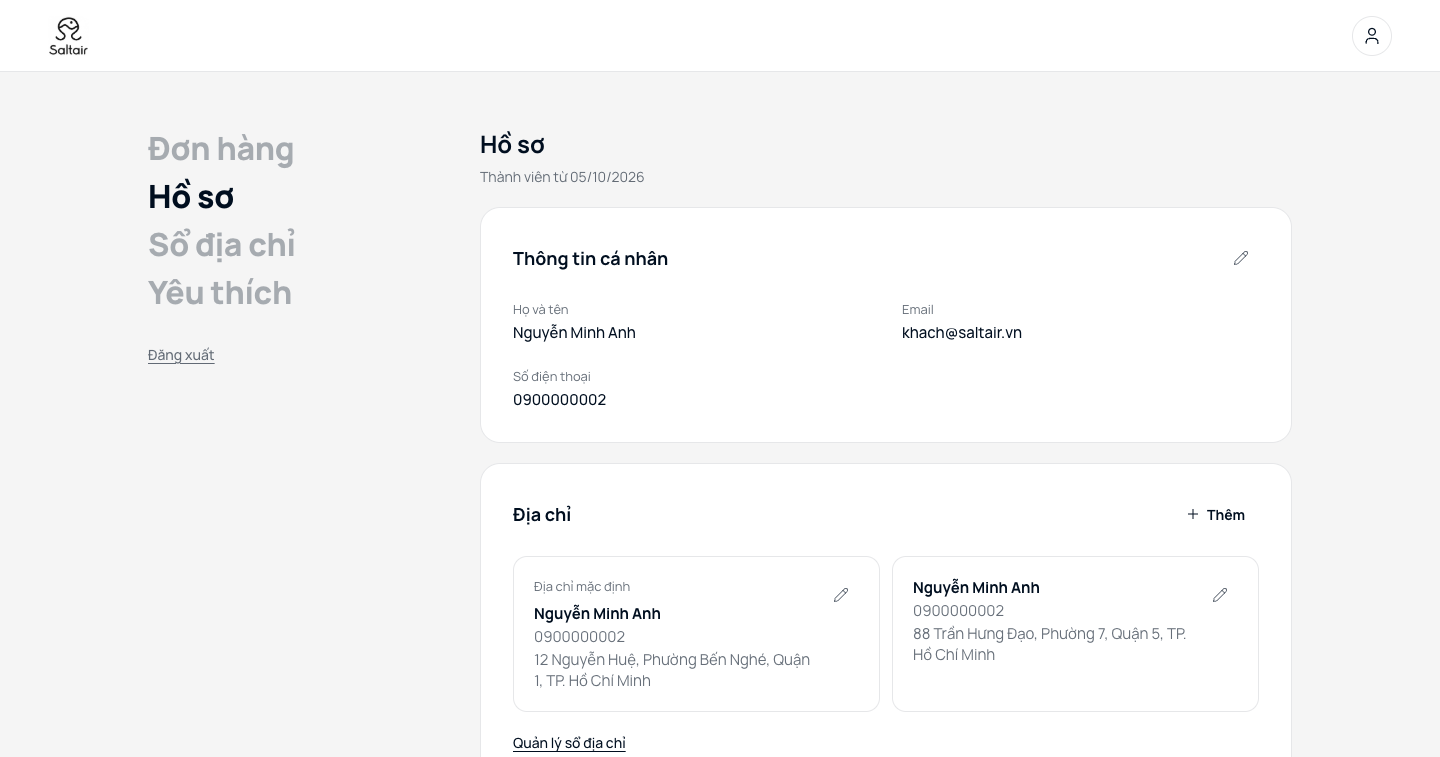 Saltair
Đơn hàng
Hồ sơ
Sổ địa chỉ
Yêu thích
Đăng xuất
Hồ sơ
Thành viên từ 05/10/2026
Thông tin cá nhân
Họ và tên
Nguyễn Minh Anh
Email
khach@saltair.vn
Số điện thoại
0900000002
Địa chỉ
Thêm
Địa chỉ mặc định
Nguyễn Minh Anh
0900000002
12 Nguyễn Huệ, Phường Bến Nghé, Quận
1, TP. Hồ Chí Minh
Nguyễn Minh Anh
0900000002
88 Trần Hưng Đạo, Phường 7, Quận 5, TP.
Hồ Chí Minh
Quản lý sổ địa chỉ